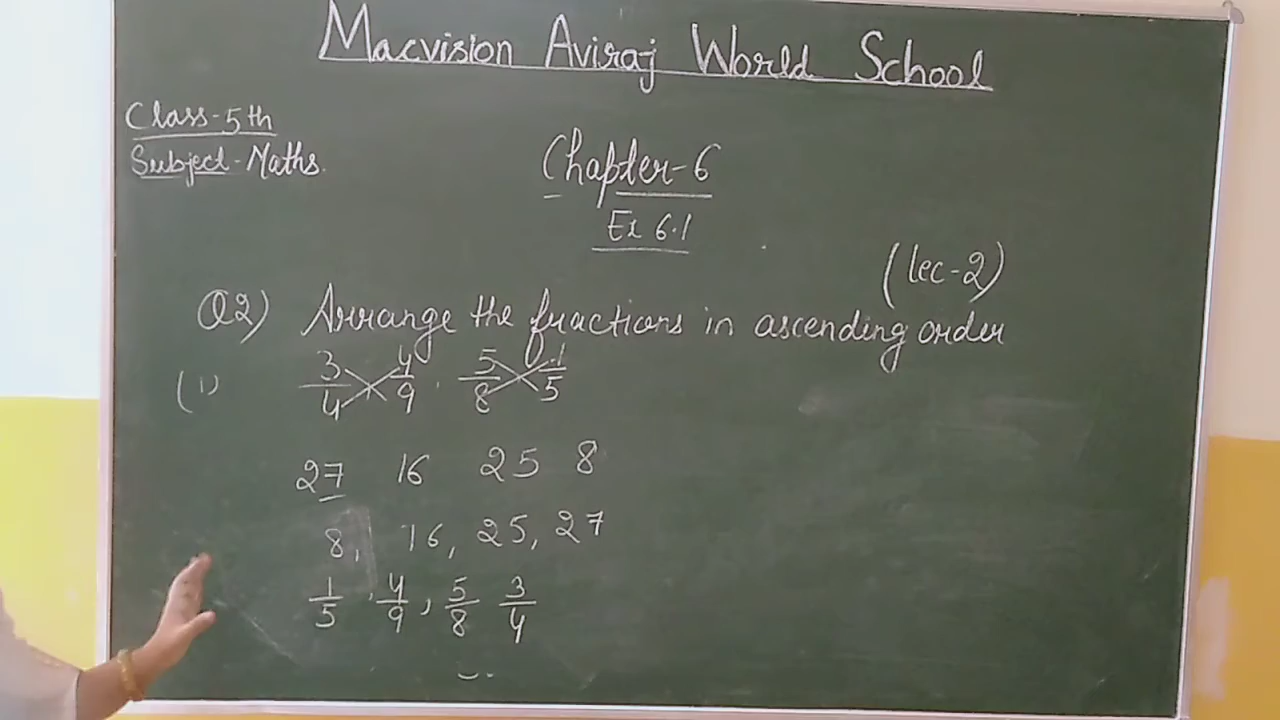 Macvision Aviraj World School
Class-5th
Subject-Maths.
Chapter-6
Ex 6.1
(lec-2)
Q2) Arrange the fractions in ascending order
(1) 3/4 4/9, 5/8 1/5
27 16 25 8
8, 16, 25, 27
1/5, 4/9, 5/8 3/4